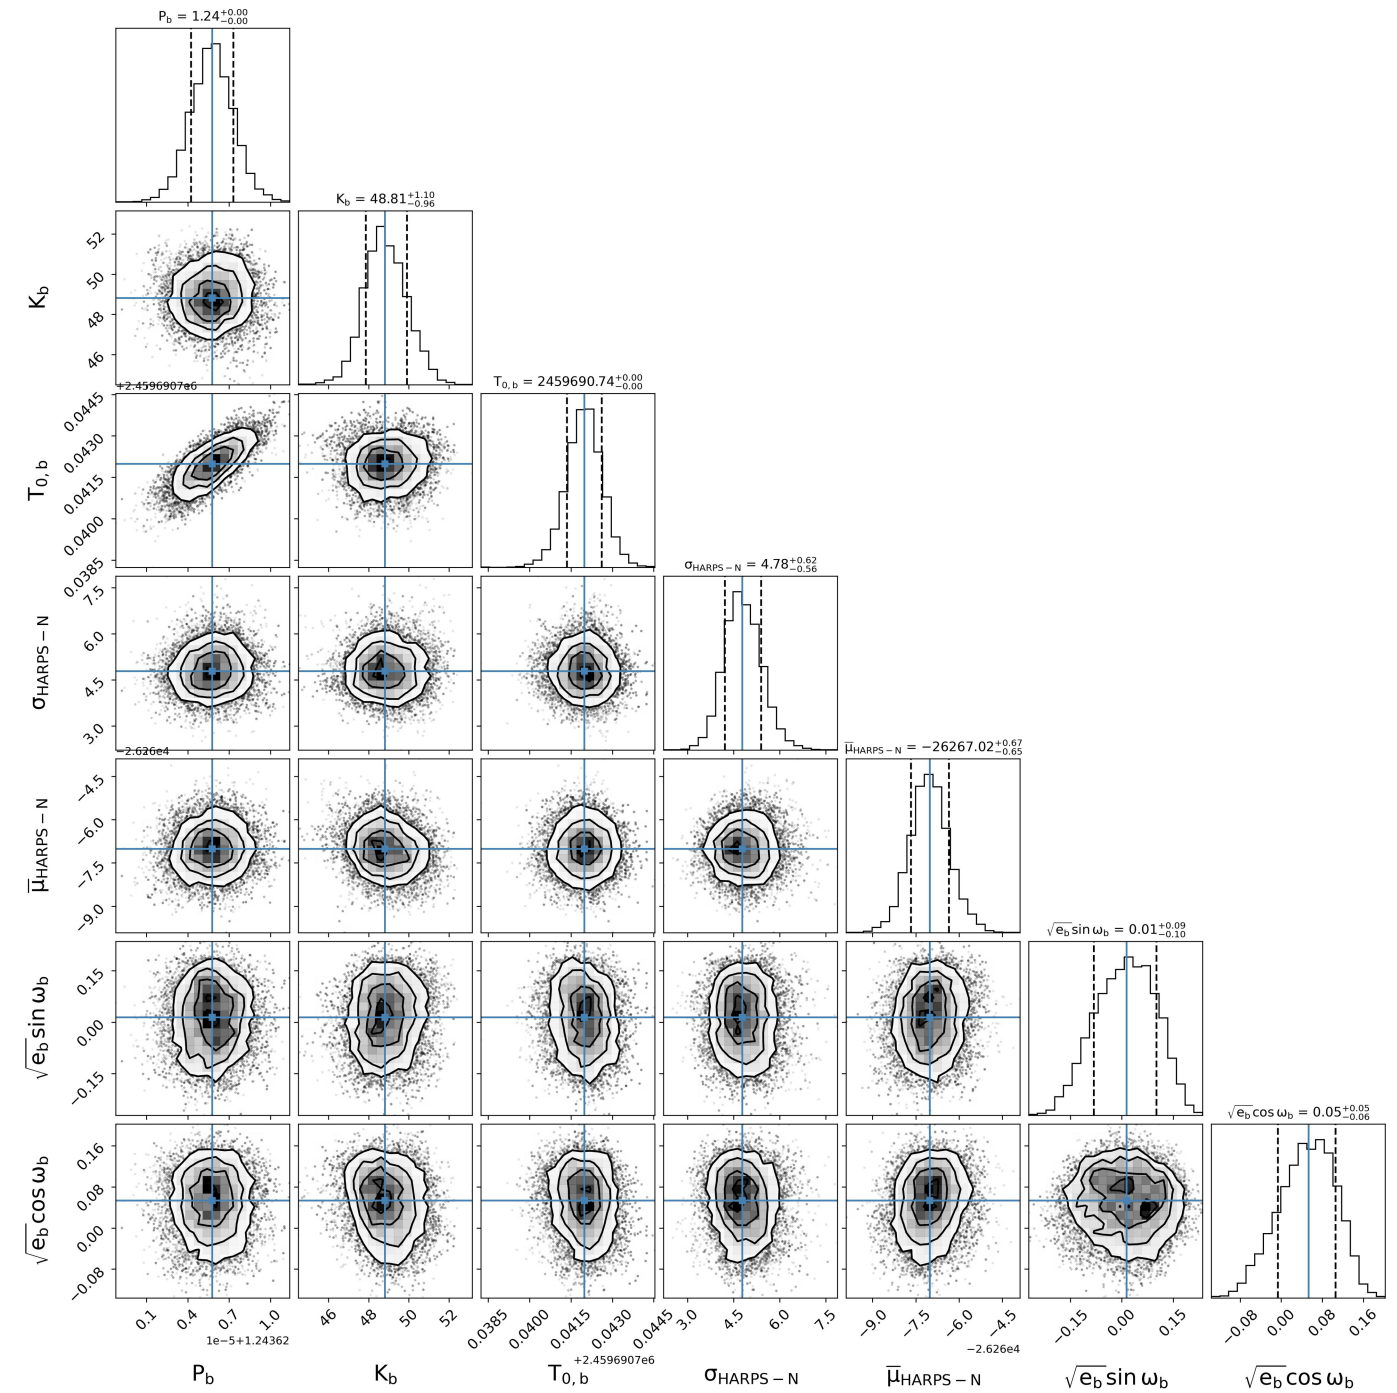 P_b = 1.24^{+0.00}_{-0.00}
K_b = 48.81^{+1.10}_{-0.96}
52
50
48
46
K_b
+2.4596907e6
T_{0, b} = 2459690.74^{+0.00}_{-0.00}
0.0445
0.0430
0.0415
0.0400
0.0385
T_{0, b}
σ_{HARPS−N} = 4.78^{+0.62}_{-0.56}
7.5
6.0
4.5
3.0
σ_{HARPS−N}
−2.626e4
μ̅_{HARPS−N} = −26267.02^{+0.67}_{-0.65}
−4.5
−6.0
−7.5
−9.0
μ̅_{HARPS−N}
√e_b sin ω_b = 0.01^{+0.09}_{-0.10}
0.15
0.00
−0.15
√e_b sin ω_b
√e_b cos ω_b = 0.05^{+0.05}_{-0.06}
0.16
0.08
0.00
−0.08
√e_b cos ω_b
0.1 0.4 0.7 1.0 46 48 50 52 0.0385 0.0400 0.0415 0.0430 0.0445 3.0 4.5 6.0 7.5 −9.0 −7.5 −6.0 −4.5 −0.15 0.00 0.15 −0.08 0.00 0.08 0.16
1e-5+1.24362 +2.4596907e6 −2.626e4
P_b K_b T_{0, b} σ_{HARPS−N} μ̅_{HARPS−N} √e_b sin ω_b √e_b cos ω_b